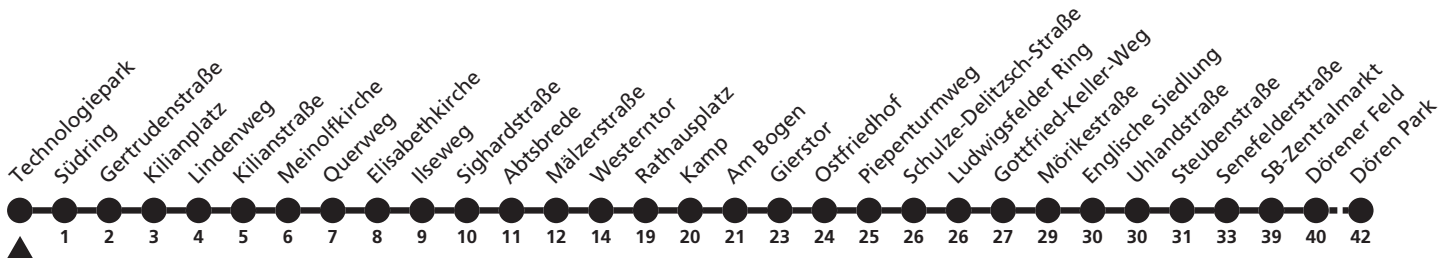 Technologiepark
Südring
Gertrudenstraße
Kilianplatz
Lindenweg
Kilianstraße
Meinolfkirche
Querweg
Elisabethkirche
Ilseweg
Sighardstraße
Abtsbrede
Mälzerstraße
Westerntor
Rathausplatz
Kamp
Am Bogen
Gierstor
Ostfriedhof
Piepenturmweg
Schulze-Delitzsch-Straße
Ludwigsfelder Ring
Gottfried-Keller-Weg
Mörikestraße
Englische Siedlung
Uhlandstraße
Steubenstraße
Senefelderstraße
SB-Zentralmarkt
Dörener Feld
Dören Park
1 2 3 4 5 6 7 8 9 10 11 12 14 19 20 21 23 24 25 26 26 27 29 30 30 31 33 39 40 42